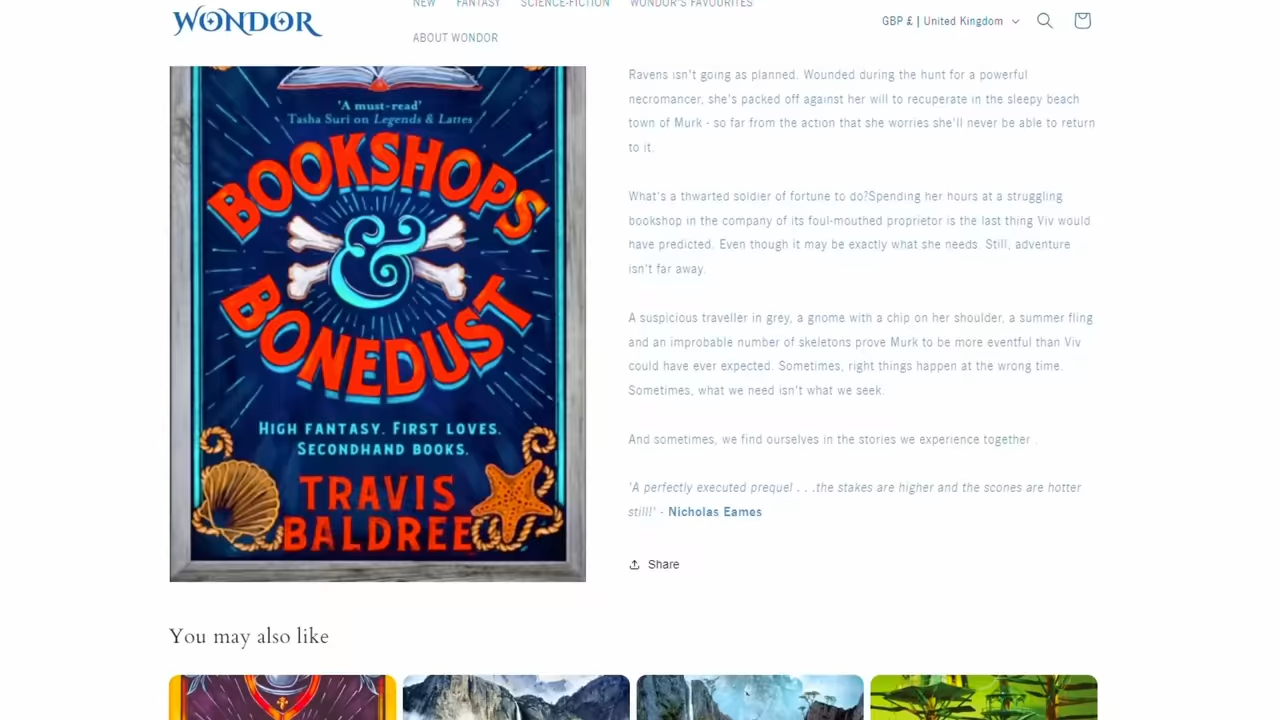 WONDOR
NEW FANTASY SCIENCE-FICTION WONDOR'S FAVOURITES
ABOUT WONDOR
GBP £ | United Kingdom
'A must-read'
Tasha Suri on Legends & Lattes
BOOKSHOPS
&
BONEDUST
HIGH FANTASY. FIRST LOVES.
SECONDHAND BOOKS.
TRAVIS
BALDREE
Ravens isn't going as planned. Wounded during the hunt for a powerful
necromancer, she's packed off against her will to recuperate in the sleepy beach
town of Murk - so far from the action that she worries she'll never be able to return
to it.
What's a thwarted soldier of fortune to do?Spending her hours at a struggling
bookshop in the company of its foul-mouthed proprietor is the last thing Viv would
have predicted. Even though it may be exactly what she needs. Still, adventure
isn't far away.
A suspicious traveller in grey, a gnome with a chip on her shoulder, a summer fling
and an improbable number of skeletons prove Murk to be more eventful than Viv
could have ever expected. Sometimes, right things happen at the wrong time.
Sometimes, what we need isn't what we seek.
And sometimes, we find ourselves in the stories we experience together .
'A perfectly executed prequel . . .the stakes are higher and the scones are hotter
still!' - Nicholas Eames
Share
You may also like